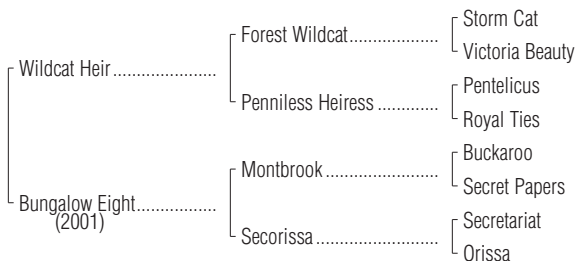 Storm Cat
Forest Wildcat
Victoria Beauty
Wildcat Heir
Pentelicus
Penniless Heiress
Royal Ties
Buckaroo
Montbrook
Secret Papers
Bungalow Eight
(2001)
Secretariat
Secorissa
Orissa